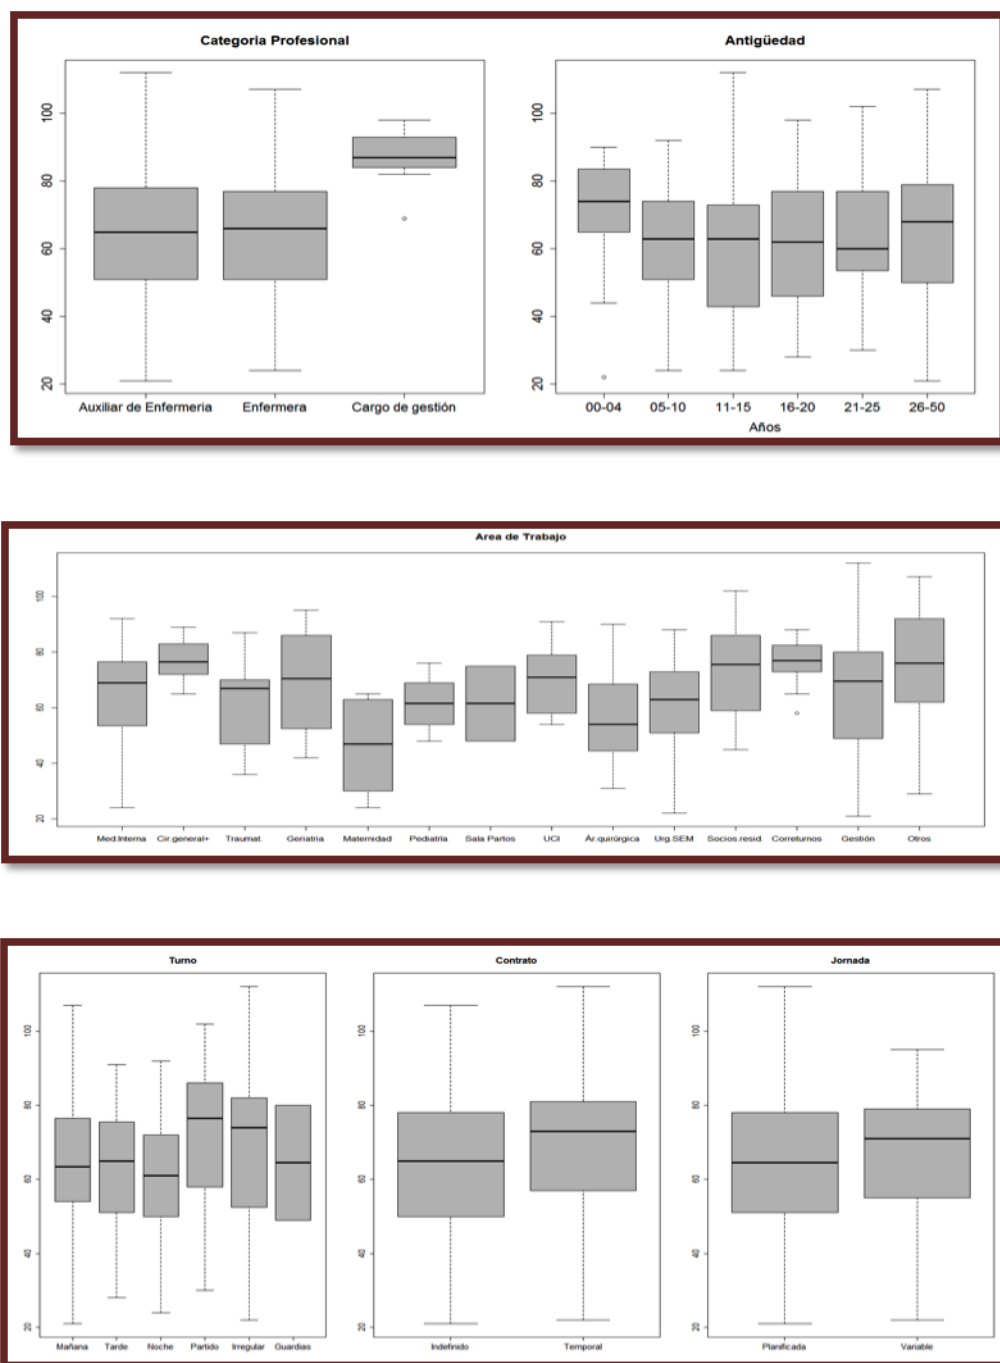 Categoria Profesional
100
80
60
40
20
Auxiliar de Enfermeria Enfermera Cargo de gestión
Antigüedad
100
80
60
40
20
00-04 05-10 11-15 16-20 21-25 26-50
Años
Area de Trabajo
100
80
60
40
20
Med.Interna Cir.general+ Traumat. Geriatria Maternidad Pediatría Sala Partos UCI Ár.quirúrgica Urg.SEM Socios.resid. Correturnos Gestión Otros
Turno
100
80
60
40
20
Mañana Tarde Noche Partido Irregular Guardias
Contrato
100
80
60
40
20
Indefinido Temporal
Jornada
100
80
60
40
20
Planificada Variable